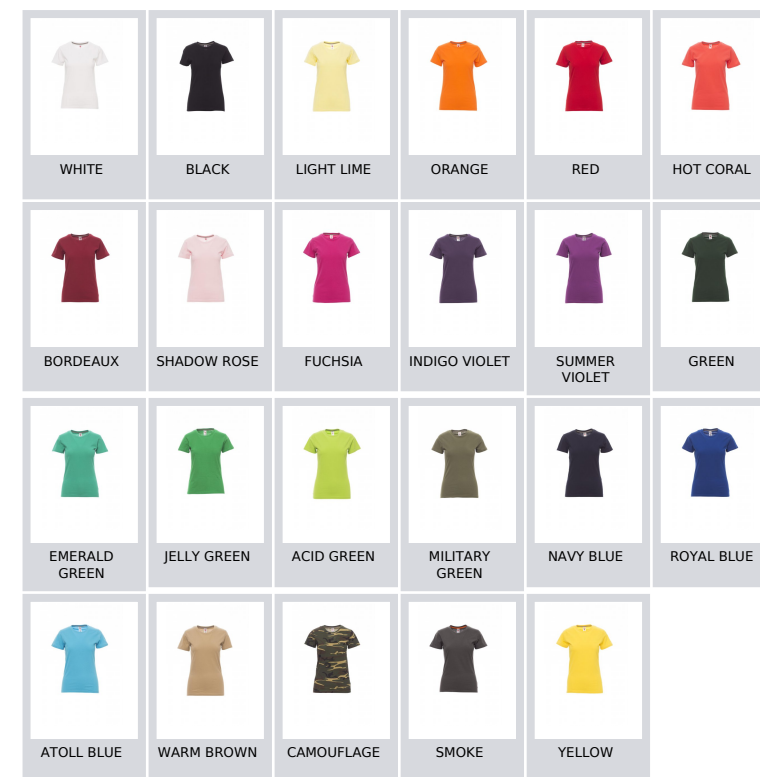 WHITE
BLACK
LIGHT LIME
ORANGE
RED
HOT CORAL
BORDEAUX
SHADOW ROSE
FUCHSIA
INDIGO VIOLET
SUMMER
VIOLET
GREEN
EMERALD
GREEN
JELLY GREEN
ACID GREEN
MILITARY
GREEN
NAVY BLUE
ROYAL BLUE
ATOLL BLUE
WARM BROWN
CAMOUFLAGE
SMOKE
YELLOW